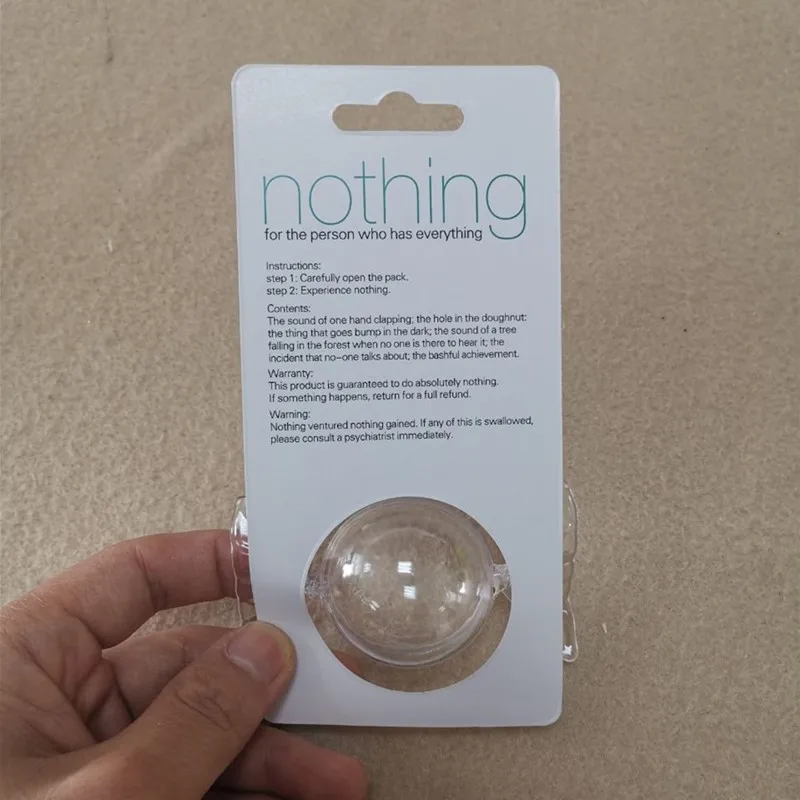 nothing
for the person who has everything
Instructions:
step 1: Carefully open the pack.
step 2: Experience nothing.
Contents:
The sound of one hand clapping; the hole in the doughnut:
the thing that goes bump in the dark; the sound of a tree
falling in the forest when no one is there to hear it; the
incident that no-one talks about; the bashful achievement.
Warranty:
This product is guaranteed to do absolutely nothing.
If something happens, return for a full refund.
Warning:
Nothing ventured nothing gained. If any of this is swallowed,
please consult a psychiatrist immediately.